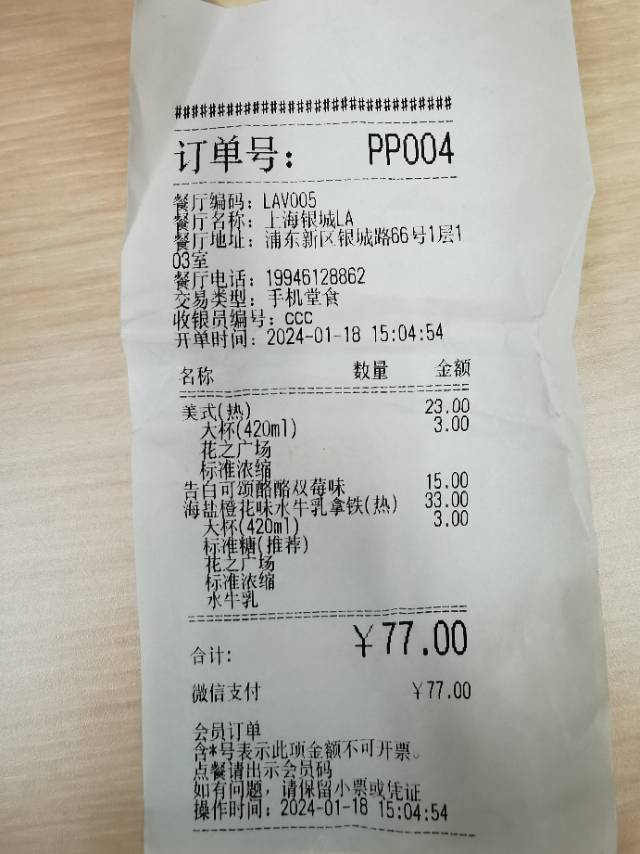 #################################
订单号： PP004
餐厅编码：LAV005
餐厅名称：上海银城LA
餐厅地址：浦东新区银城路66号1层1
03室
餐厅电话：19946128862
交易类型：手机堂食
收银员编号：ccc
开单时间：2024-01-18 15:04:54
名称 数量 金额
美式(热) 23.00
大杯(420ml) 3.00
花之广场
标准浓缩
告白可颂酪酪双莓味 15.00
海盐橙花味水牛乳拿铁(热) 33.00
大杯(420ml) 3.00
标准糖(推荐)
花之广场
标准浓缩
水牛乳
合计: ￥77.00
微信支付 ￥77.00
会员订单
含*号表示此项金额不可开票。
点餐请出示会员码
如有问题，请保留小票或凭证
操作时间：2024-01-18 15:04:54